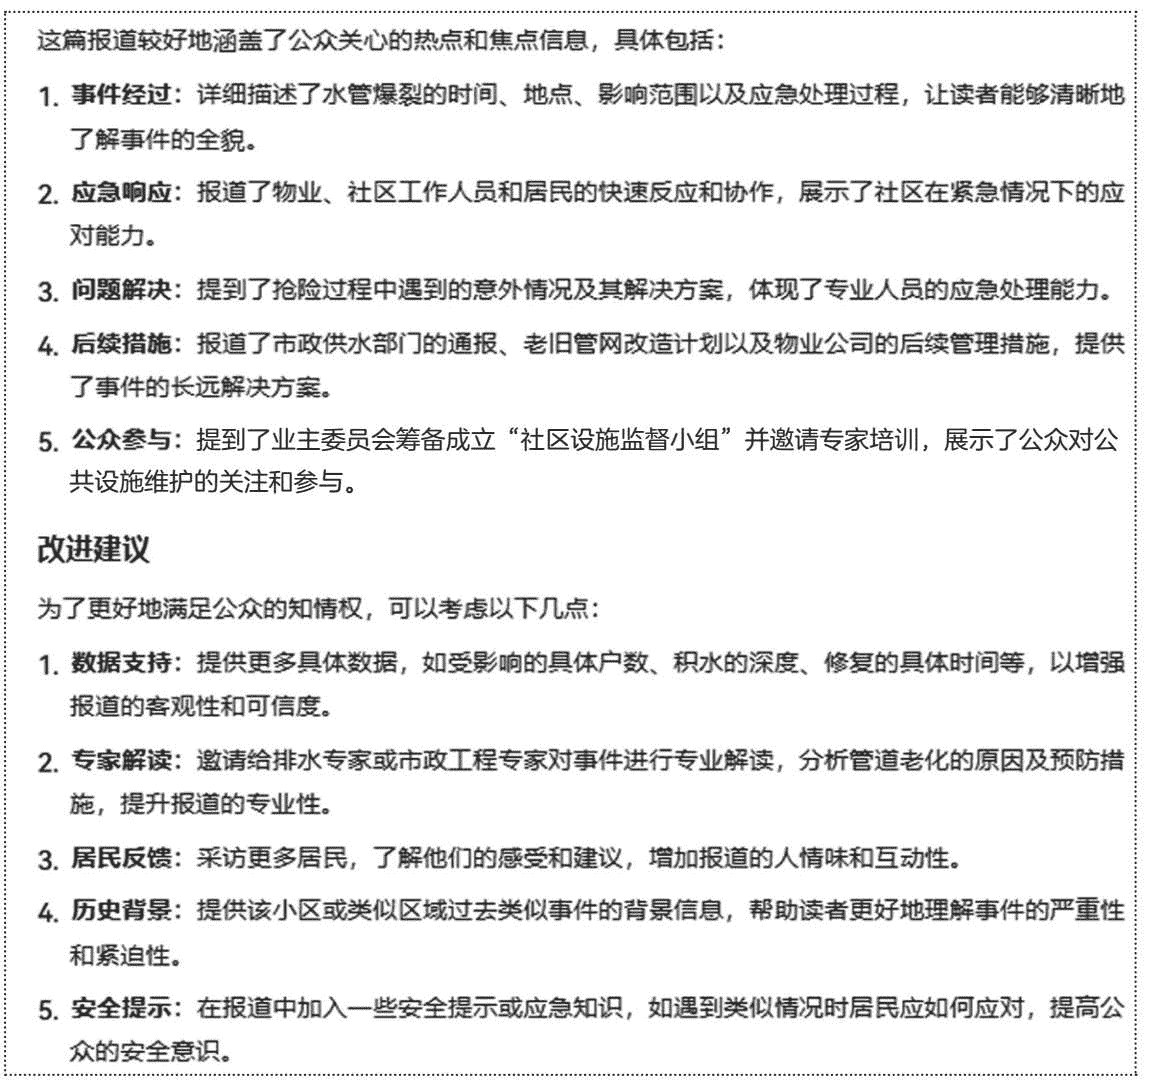 这篇报道较好地涵盖了公众关心的热点和焦点信息，具体包括：
1. 事件经过：详细描述了水管爆裂的时间、地点、影响范围以及应急处理过程，让读者能够清晰地
了解事件的全貌。
2. 应急响应：报道了物业、社区工作人员和居民的快速反应和协作，展示了社区在紧急情况下的应
对能力。
3. 问题解决：提到了抢险过程中遇到的意外情况及其解决方案，体现了专业人员的应急处理能力。
4. 后续措施：报道了市政供水部门的通报、老旧管网改造计划以及物业公司的后续管理措施，提供
了事件的长远解决方案。
5. 公众参与：提到了业主委员会筹备成立“社区设施监督小组”并邀请专家培训，展示了公众对公
共设施维护的关注和参与。
改进建议
为了更好地满足公众的知情权，可以考虑以下几点：
1. 数据支持：提供更多具体数据，如受影响的具体户数、积水的深度、修复的具体时间等，以增强
报道的客观性和可信度。
2. 专家解读：邀请给排水专家或市政工程专家对事件进行专业解读，分析管道老化的原因及预防措
施，提升报道的专业性。
3. 居民反馈：采访更多居民，了解他们的感受和建议，增加报道的人情味和互动性。
4. 历史背景：提供该小区或类似区域过去类似事件的背景信息，帮助读者更好地理解事件的严重性
和紧迫性。
5. 安全提示：在报道中加入一些安全提示或应急知识，如遇到类似情况时居民应如何应对，提高公
众的安全意识。